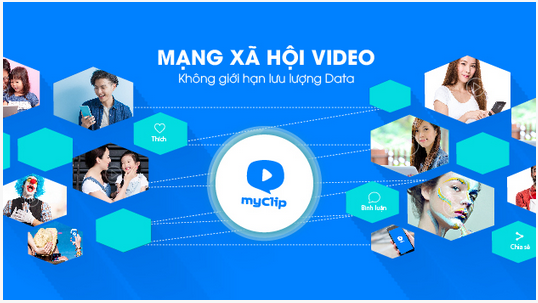 MẠNG XÃ HỘI VIDEO
Không giới hạn lưu lượng Data
Thích
myClip
Bình luận
Chia sẻ